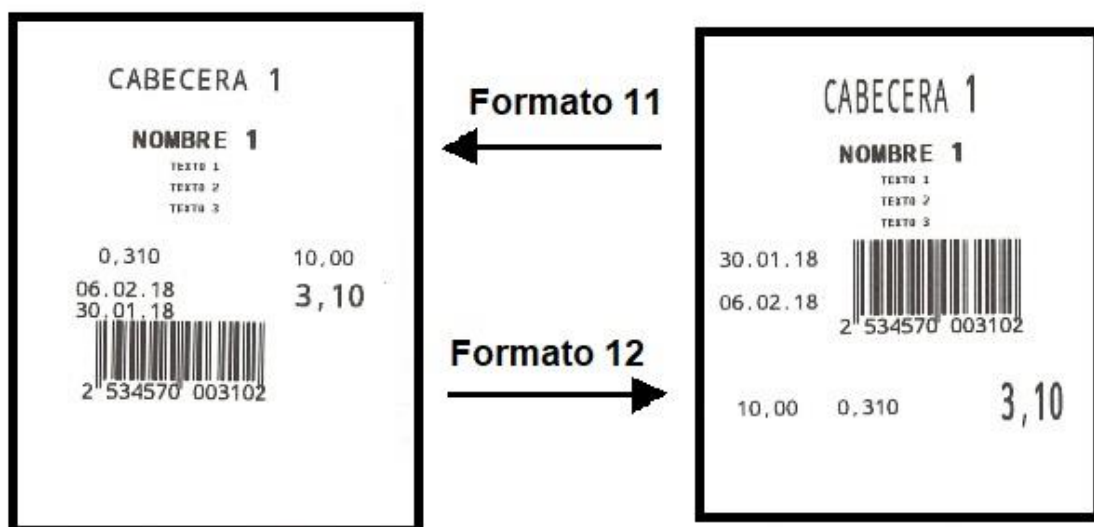 CABECERA 1
NOMBRE 1
TEXTO 1
TEXTO 2
TEXTO 3
0,310 10,00
06.02.18 3,10
30.01.18
2 534570 003102
Formato 11
Formato 12
CABECERA 1
NOMBRE 1
TEXTO 1
TEXTO 2
TEXTO 3
30.01.18
06.02.18
2 534570 003102
10,00 0,310 3,10